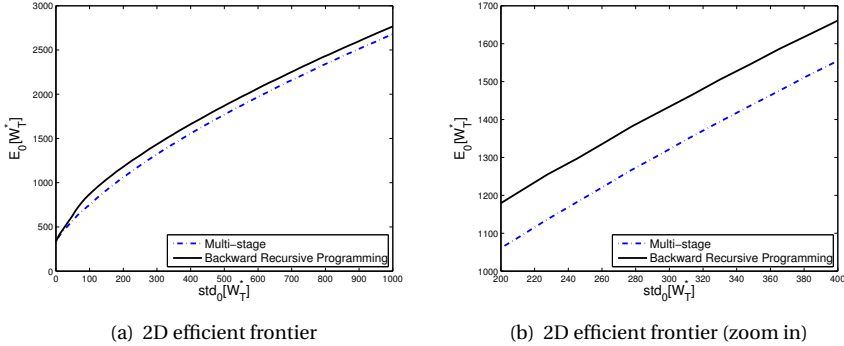 3000
2500
2000
1500
1000
500
0
E0[W*T]
0 100 200 300 400 500 600 700 800 900 1000
std0[W*T]
Multi−stage
Backward Recursive Programming
(a) 2D efficient frontier
1700
1600
1500
1400
1300
1200
1100
1000
E0[W*T]
200 220 240 260 280 300 320 340 360 380 400
std0[W*T]
Multi−stage
Backward Recursive Programming
(b) 2D efficient frontier (zoom in)